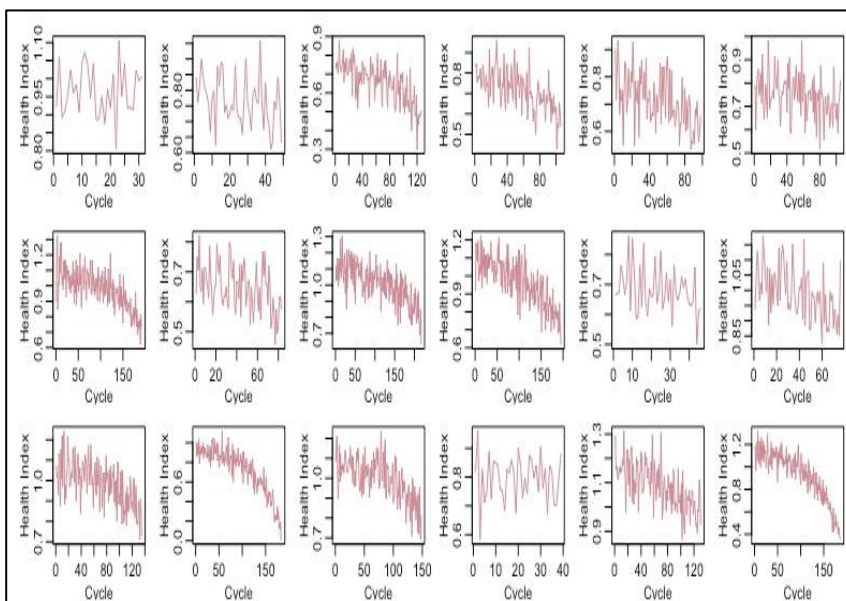 Health Index
0.80 0.95 1.10
0 10 20 30
Cycle
Health Index
0.60 0.80
0 20 40
Cycle
Health Index
0.3 0.6 0.9
0 40 80 120
Cycle
Health Index
0.5 0.8
0 40 80
Cycle
Health Index
0.6 0.9
0 40 80
Cycle
Health Index
0.5 0.7 0.9
0 40 80
Cycle
Health Index
0.6 0.9 1.2
0 50 150
Cycle
Health Index
0.5 0.7
0 20 40 60
Cycle
Health Index
0.7 1.0 1.3
0 50 100 200
Cycle
Health Index
0.6 0.9 1.2
0 50 150
Cycle
Health Index
0.5 0.7
0 10 30
Cycle
Health Index
0.85 1.05
0 20 40 60
Cycle
Health Index
0.7 1.0
0 40 80 120
Cycle
Health Index
0.0 0.6
0 50 150
Cycle
Health Index
0.7 1.0
0 50 100 150
Cycle
Health Index
0.6 0.8
0 10 20 30 40
Cycle
Health Index
0.9 1.1 1.3
0 40 80 120
Cycle
Health Index
0.4 0.8 1.2
0 50 150
Cycle